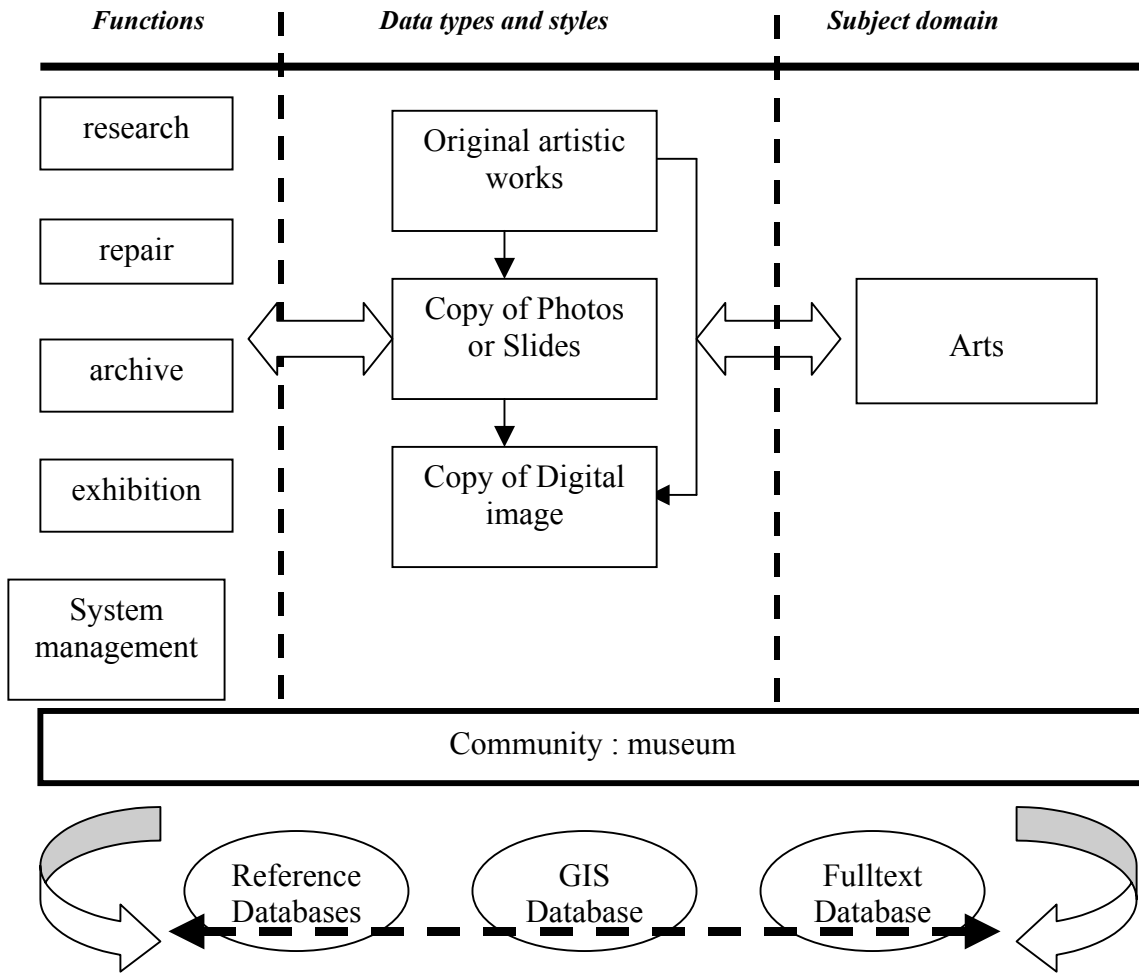 Functions
Data types and styles
Subject domain
research
repair
archive
exhibition
System
management
Original artistic
works
Copy of Photos
or Slides
Copy of Digital
image
Arts
Community : museum
Reference
Databases
GIS
Database
Fulltext
Database